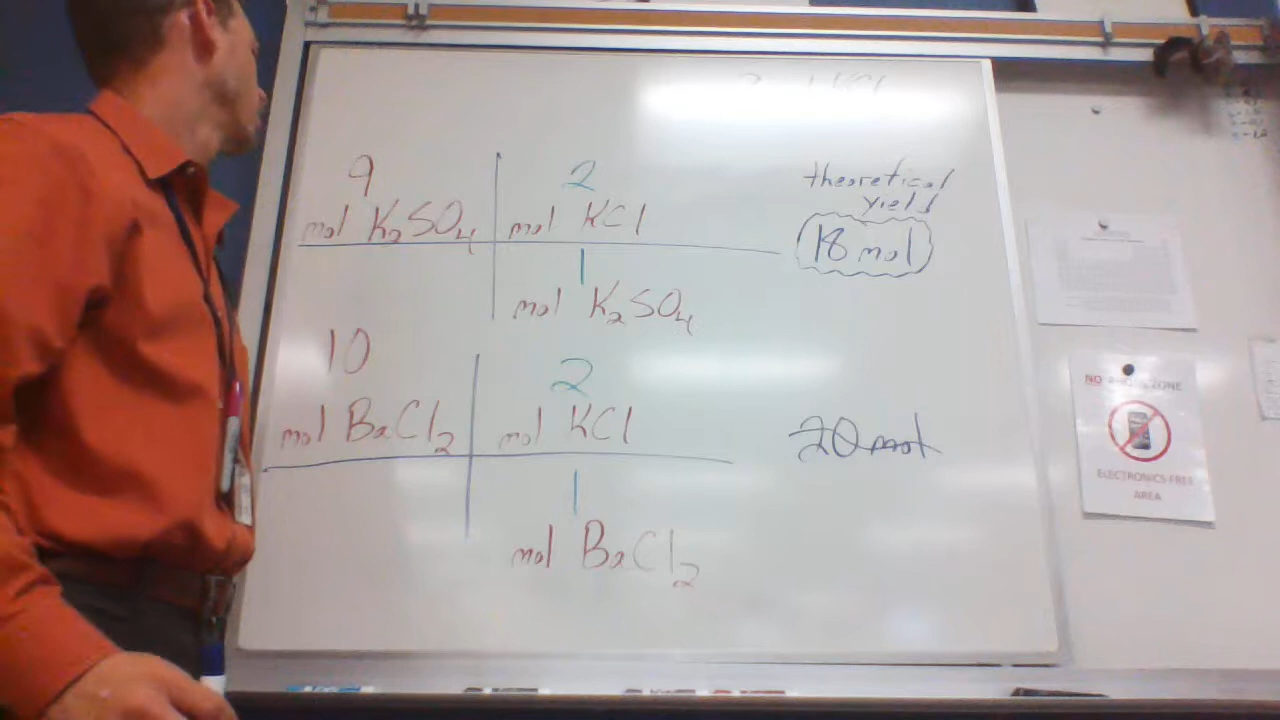 9
mol K₂SO₄
2
mol KCl
1
mol K₂SO₄
theoretical
yield
18 mol
10
mol BaCl₂
2
mol KCl
1
mol BaCl₂
20 mol
NO PHONE ZONE
ELECTRONICS FREE
AREA